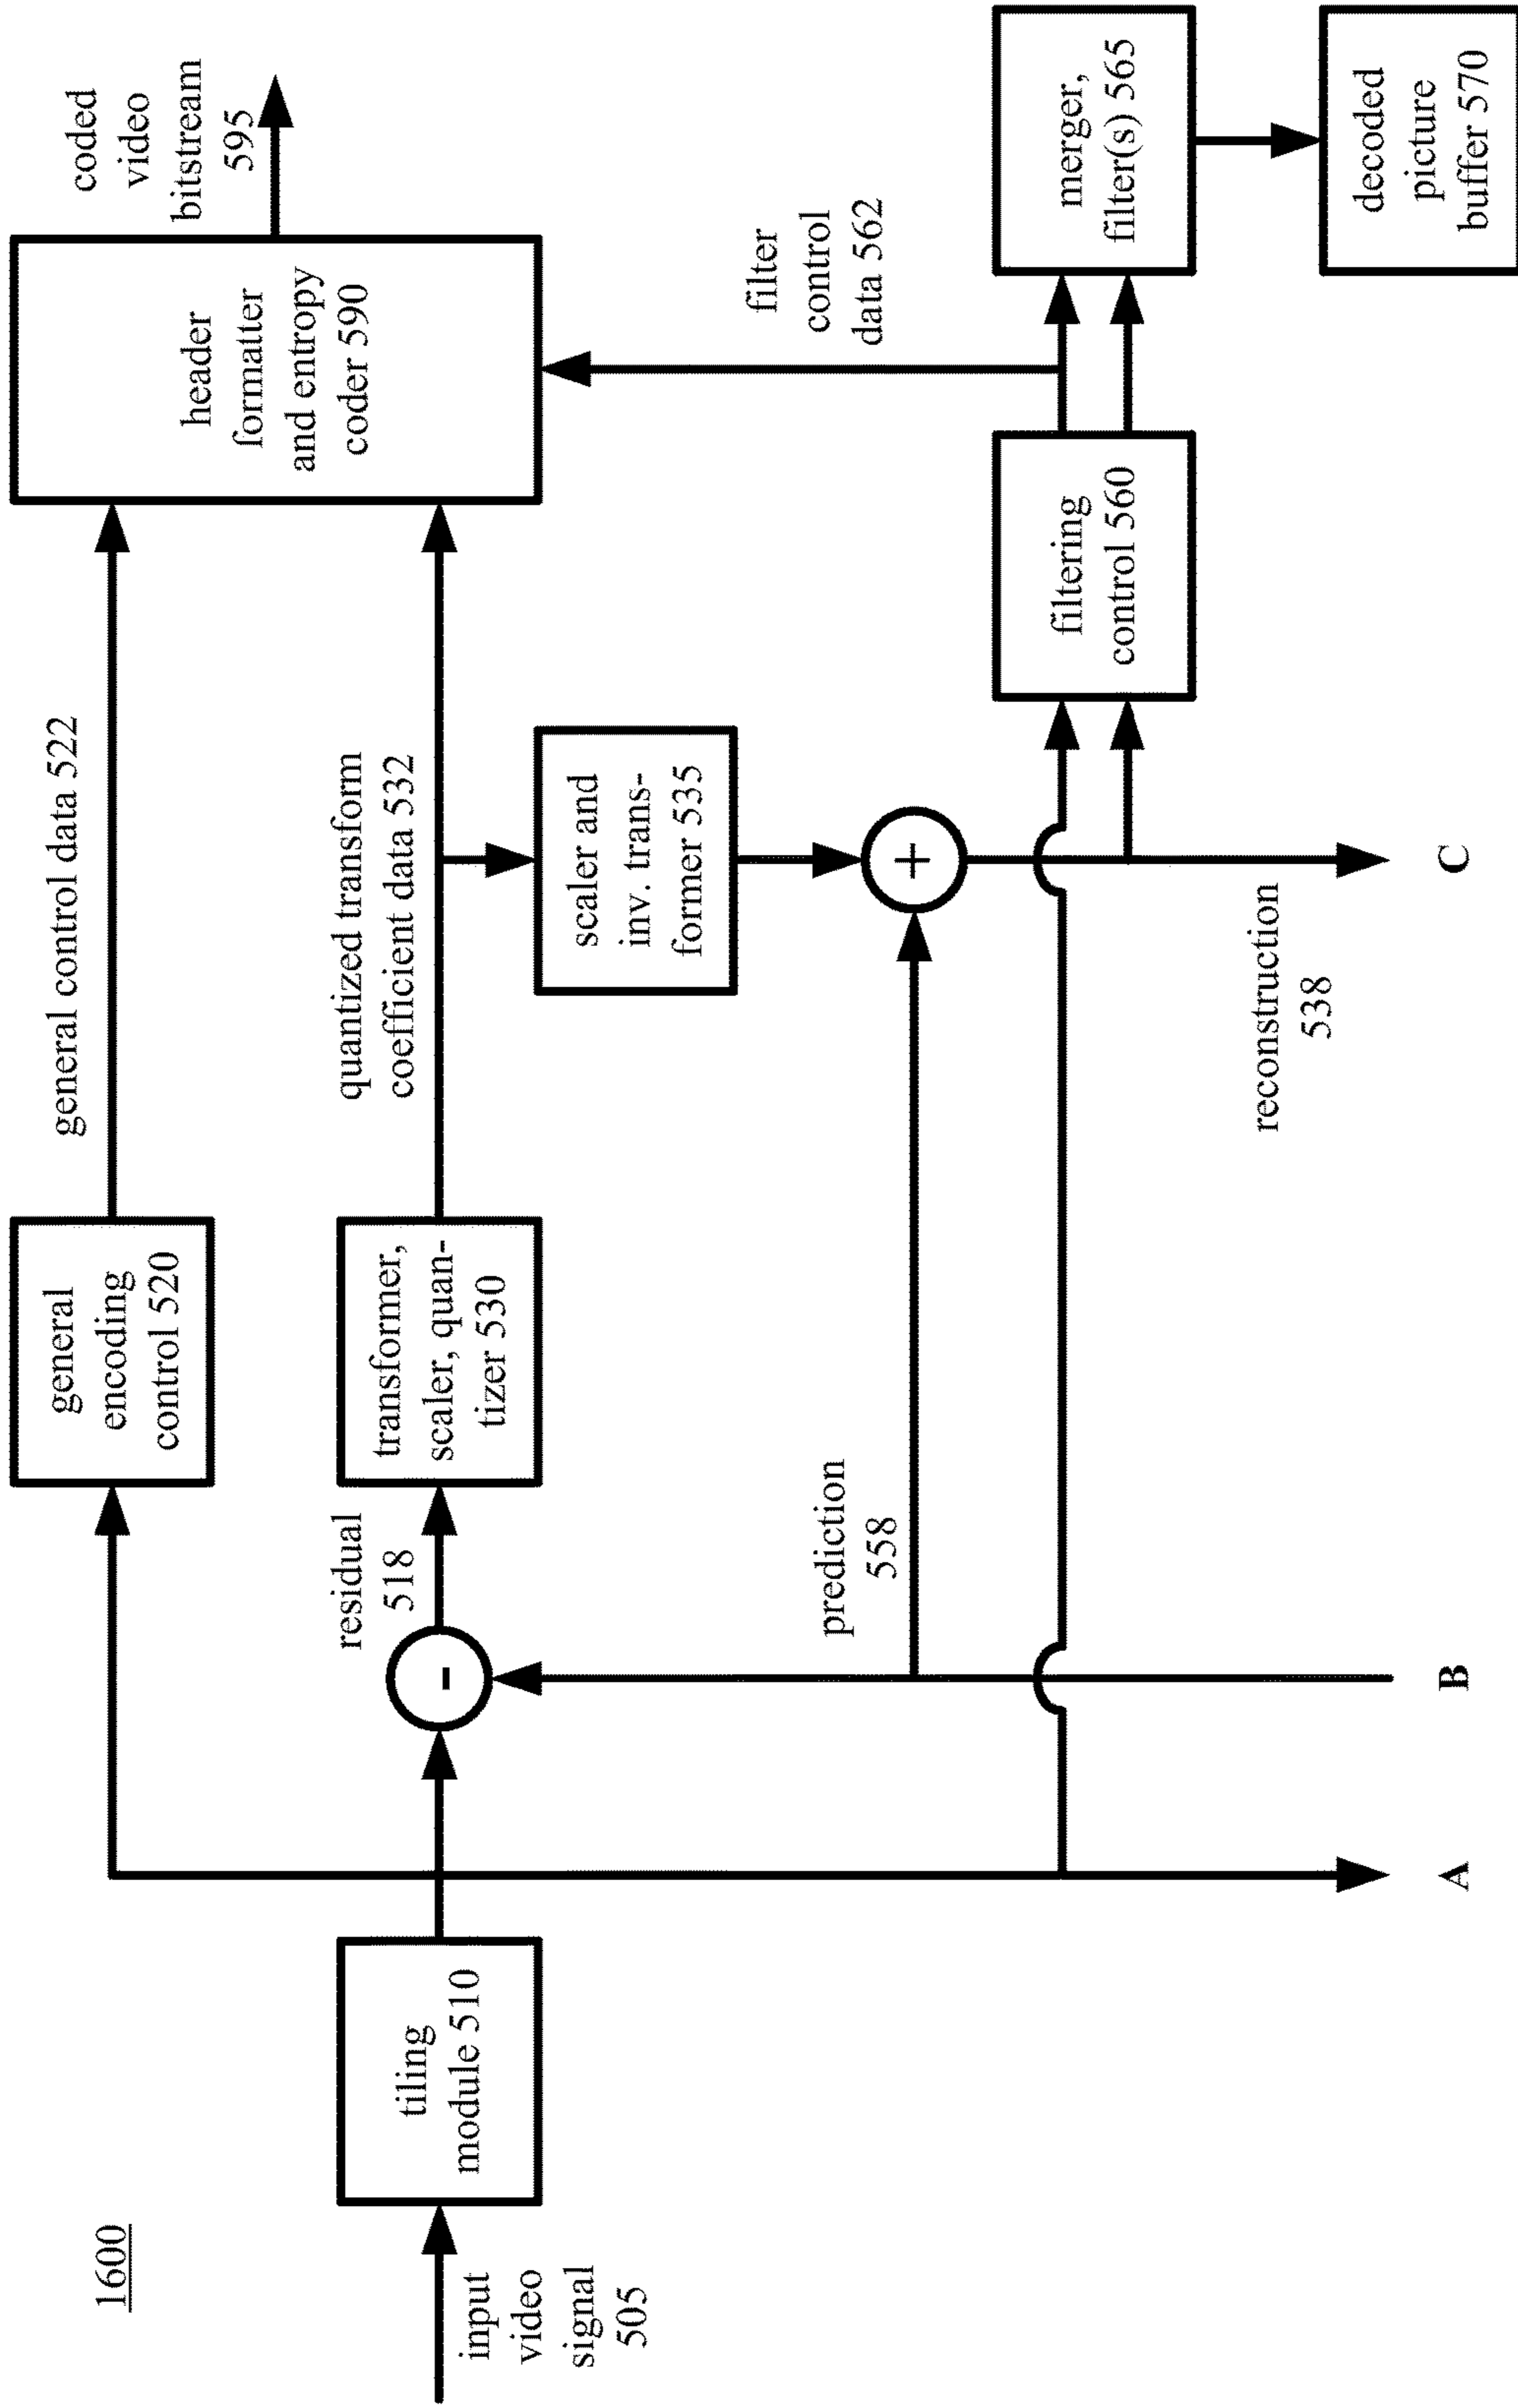 1600
input
video
signal
505
tiling
module 510
general
encoding
control 520
general control data 522
header
formatter
and entropy
coder 590
coded
video
bitstream
595
residual
518
transformer,
scaler, quan-
tizer 530
quantized transform
coefficient data 532
scaler and
inv. trans-
former 535
prediction
558
+
-
filter
control
data 562
filtering
control 560
merger,
filter(s) 565
decoded
picture
buffer 570
reconstruction
538
A
B
C